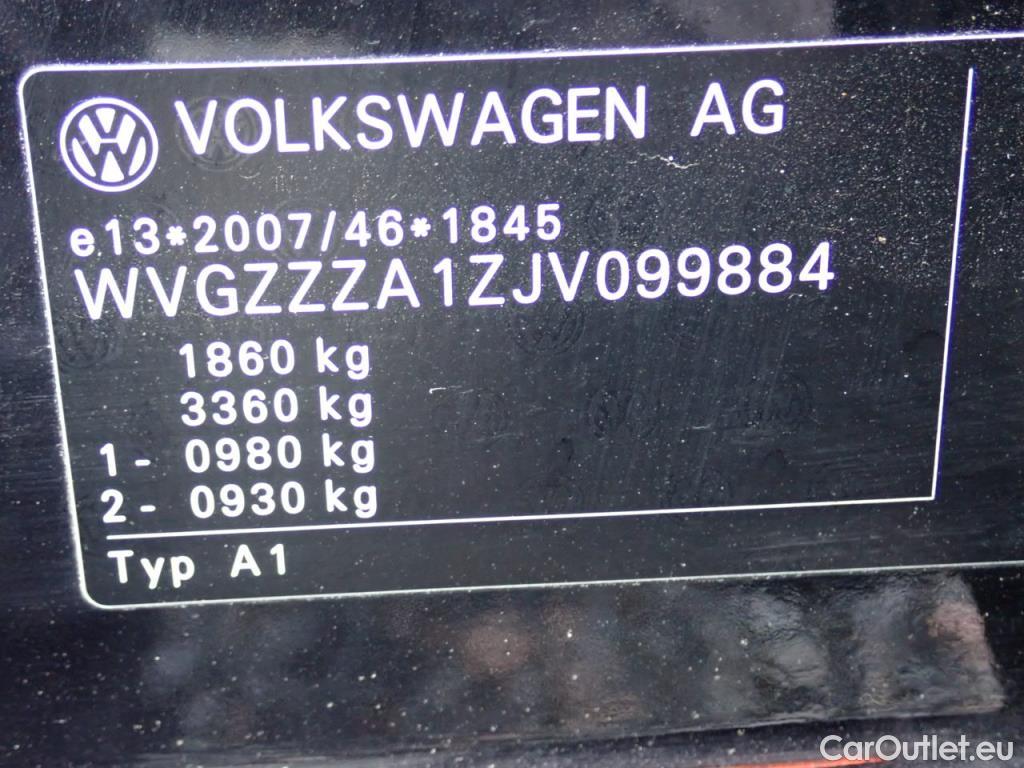 VOLKSWAGEN AG
e13*2007/46*1845
WVGZZZA1ZJV099884
1860 kg
3360 kg
1- 0980 kg
2- 0930 kg
Typ A1
CarOutlet.eu